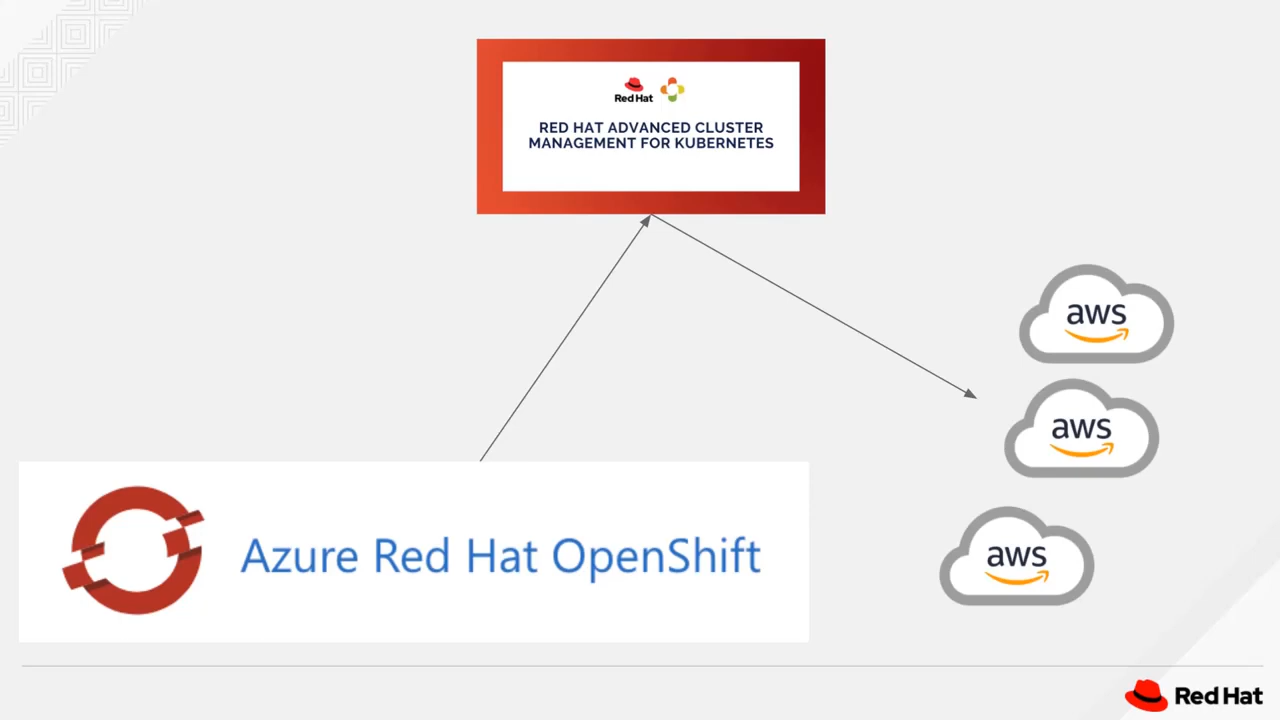 Red Hat
RED HAT ADVANCED CLUSTER
MANAGEMENT FOR KUBERNETES
aws
aws
aws
Azure Red Hat OpenShift
Red Hat